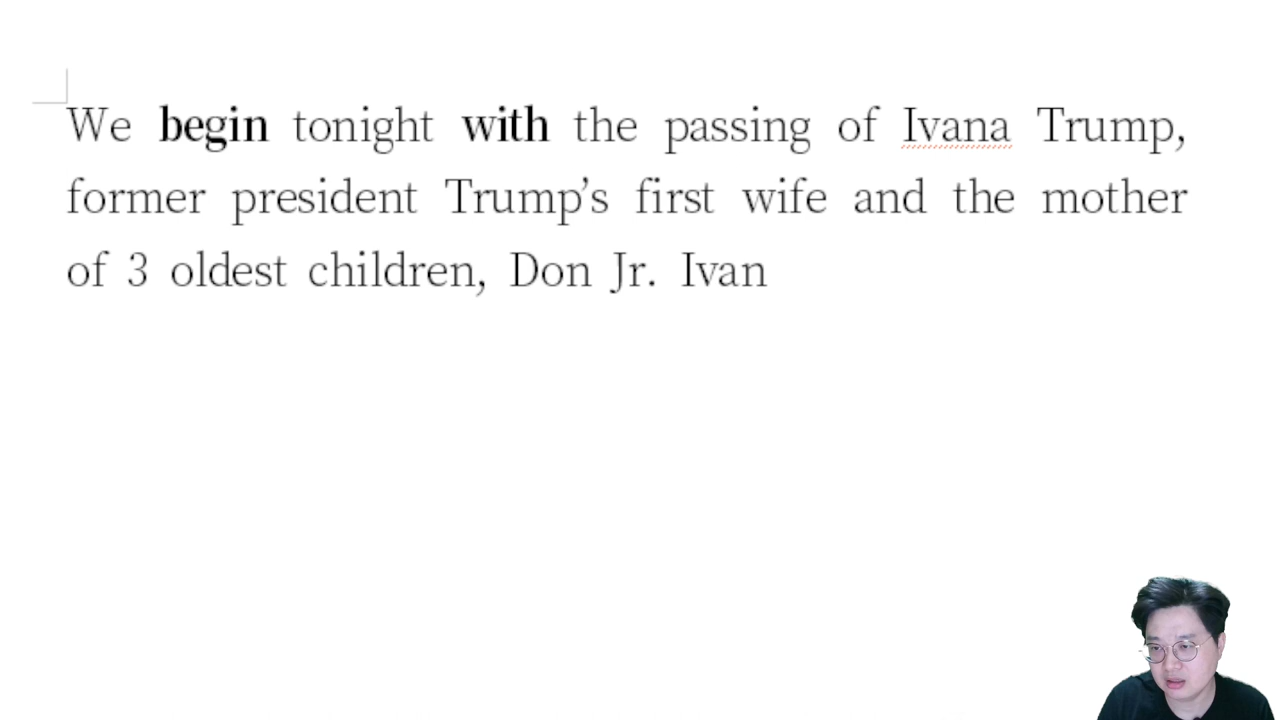 We begin tonight with the passing of Ivana Trump,
former president Trump’s first wife and the mother
of 3 oldest children, Don Jr. Ivan